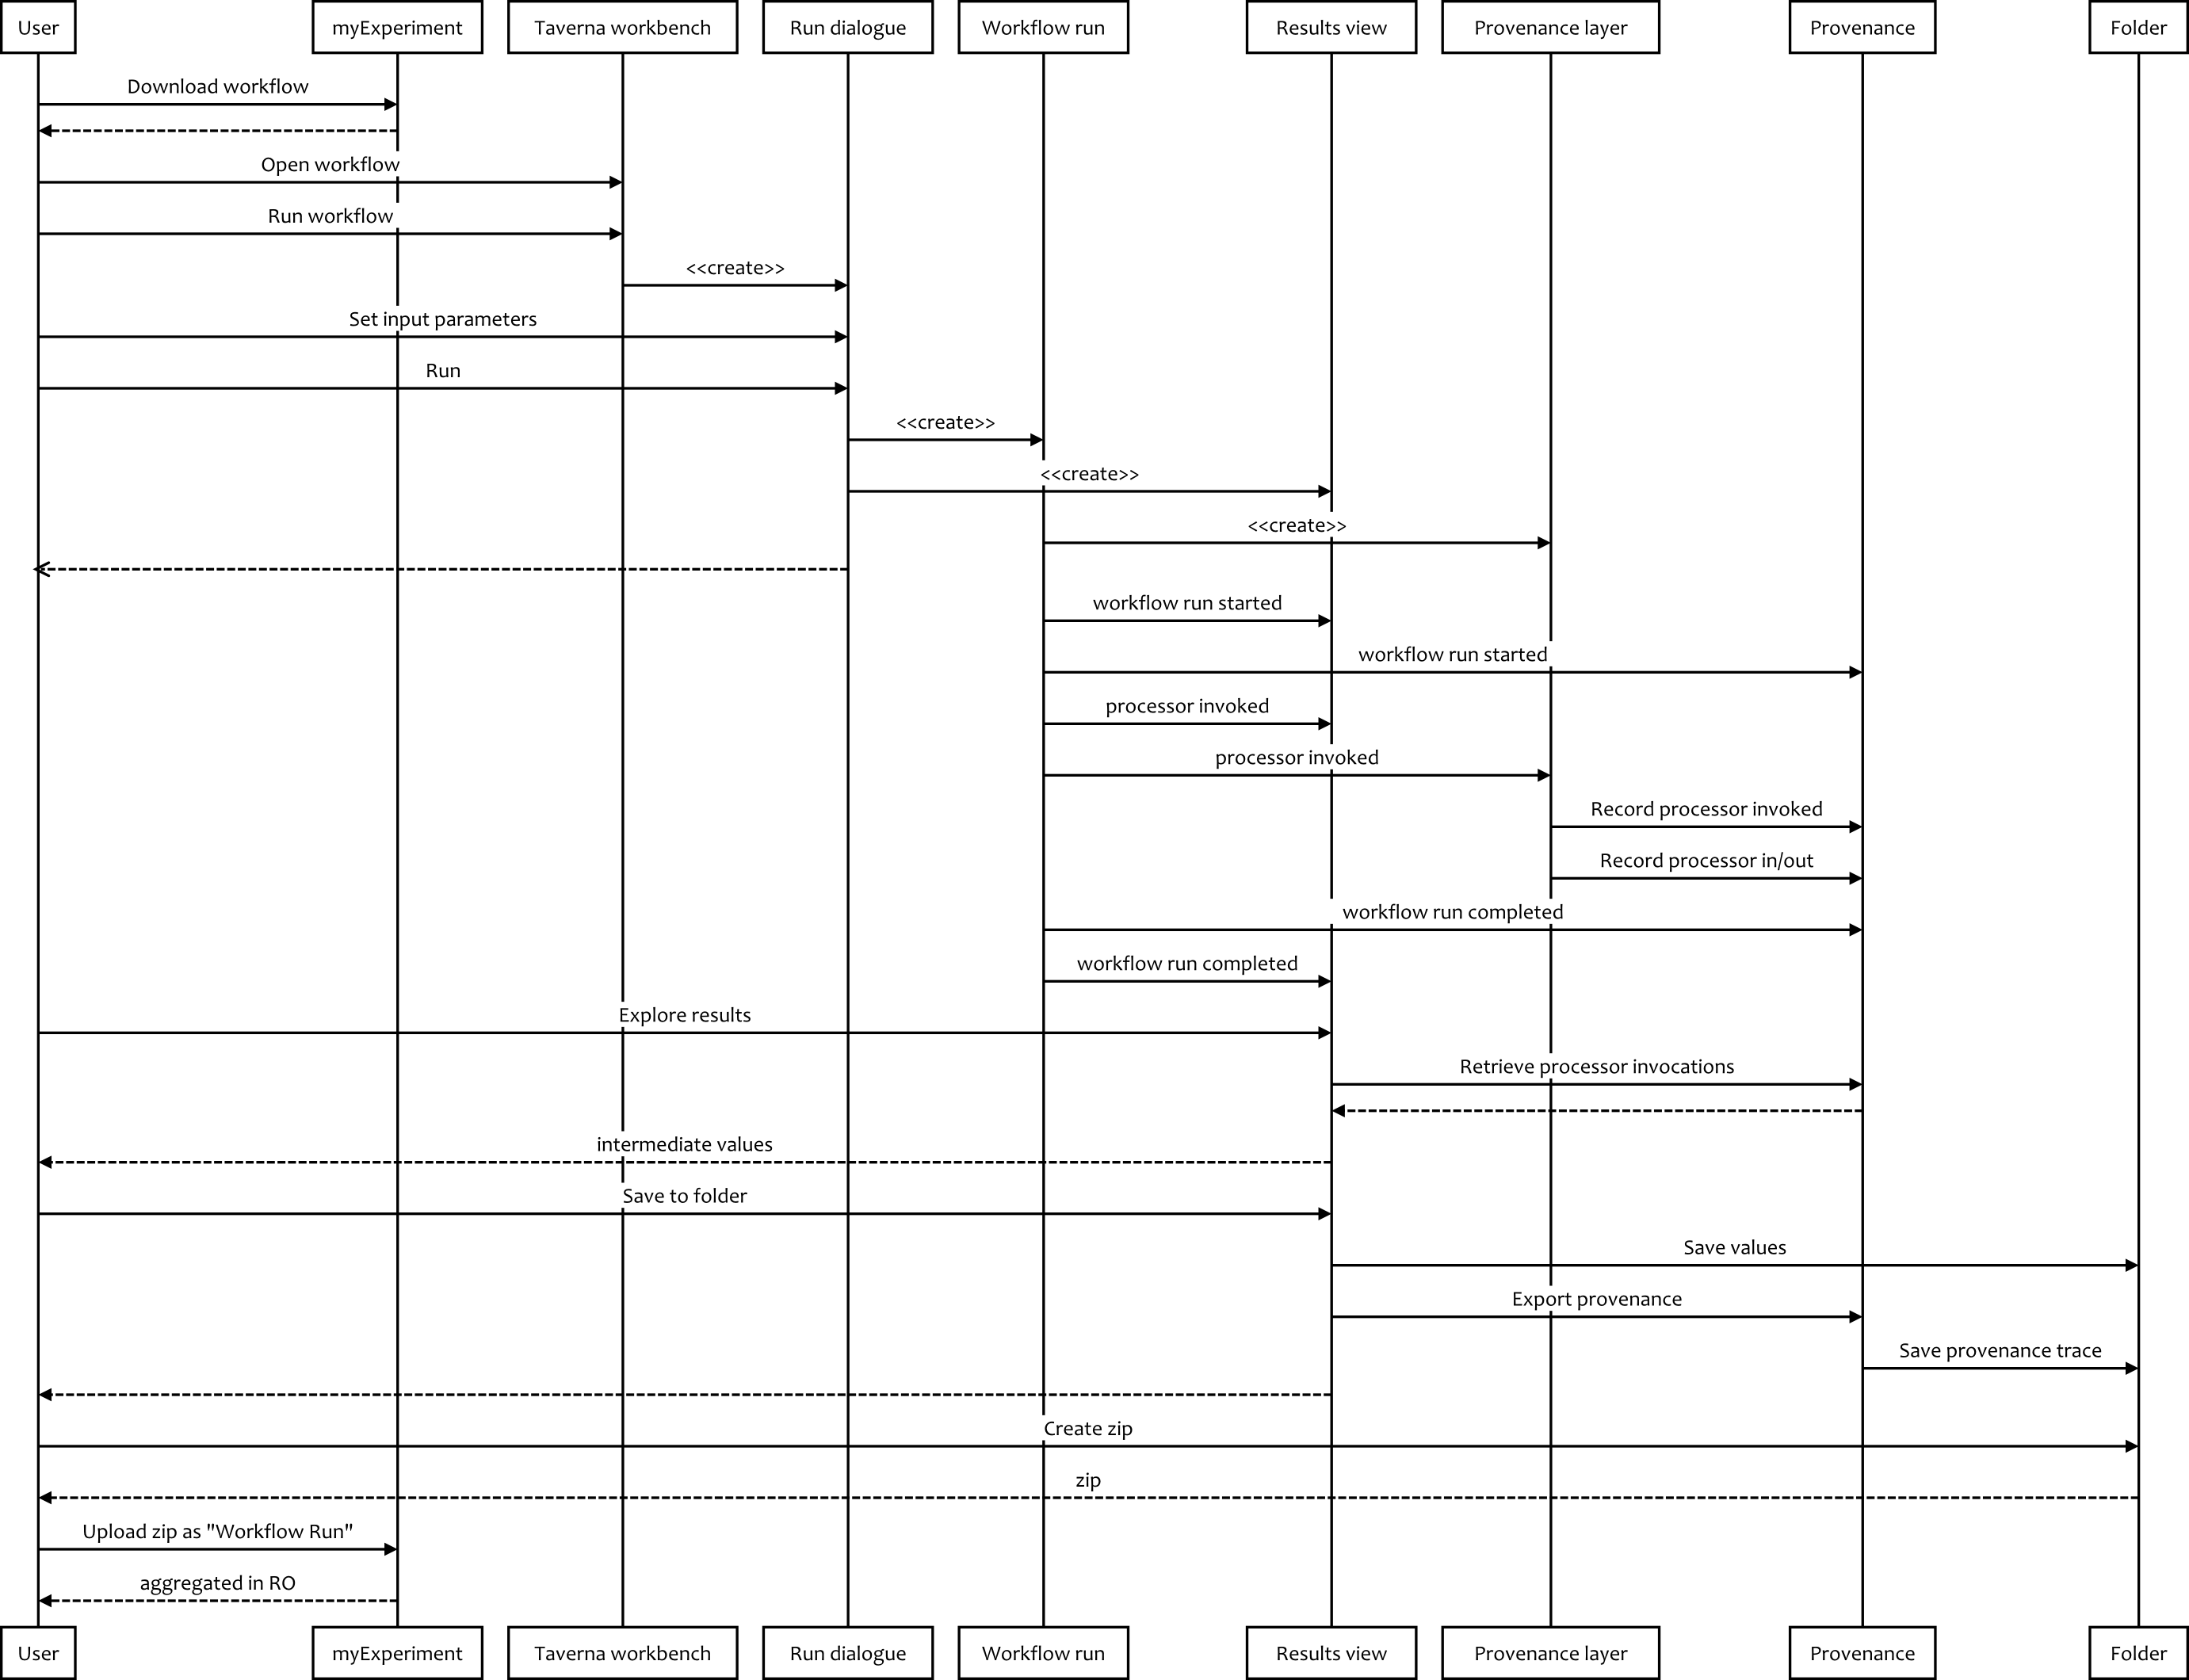 User
myExperiment
Taverna workbench
Run dialogue
Workflow run
Results view
Provenance layer
Provenance
Folder
Download workflow
Open workflow
Run workflow
<<create>>
Set input parameters
Run
<<create>>
<<create>>
<<create>>
workflow run started
workflow run started
processor invoked
processor invoked
Record processor invoked
Record processor in/out
workflow run completed
workflow run completed
Explore results
Retrieve processor invocations
intermediate values
Save to folder
Save values
Export provenance
Save provenance trace
Create zip
zip
Upload zip as "Workflow Run"
aggregated in RO
User
myExperiment
Taverna workbench
Run dialogue
Workflow run
Results view
Provenance layer
Provenance
Folder